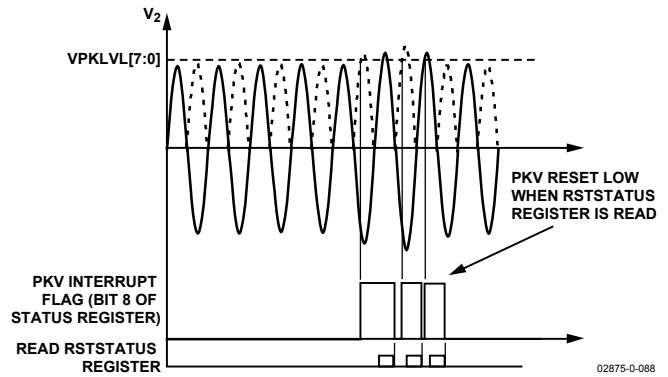 V2
VPKLVL[7:0]
PKV RESET LOW
WHEN RSTSTATUS
REGISTER IS READ
PKV INTERRUPT
FLAG (BIT 8 OF
STATUS REGISTER)
READ RSTSTATUS
REGISTER
02875-0-088